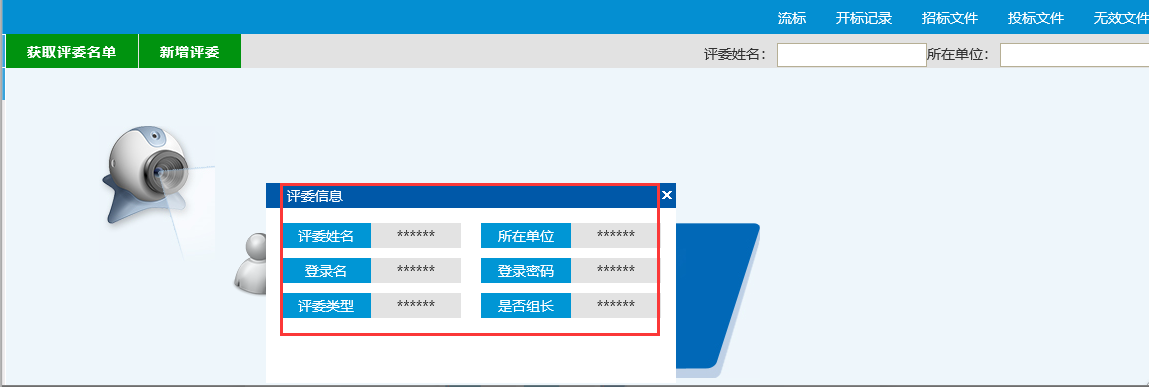 流标 开标记录 招标文件 投标文件 无效文件
获取评委名单 新增评委 评委姓名： 所在单位：
评委信息 ×
评委姓名 ****** 所在单位 ******
登录名 ****** 登录密码 ******
评委类型 ****** 是否组长 ******